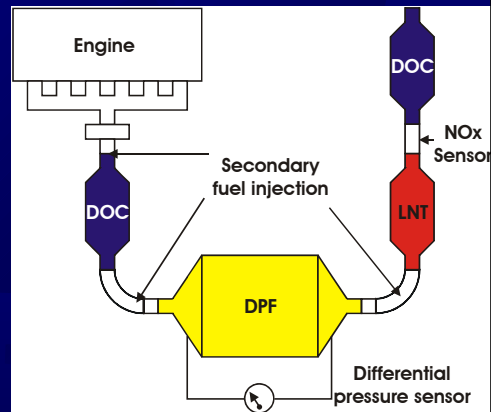 Engine
DOC
NOx
Sensor
Secondary
fuel injection
DOC
LNT
DPF
Differential
pressure sensor